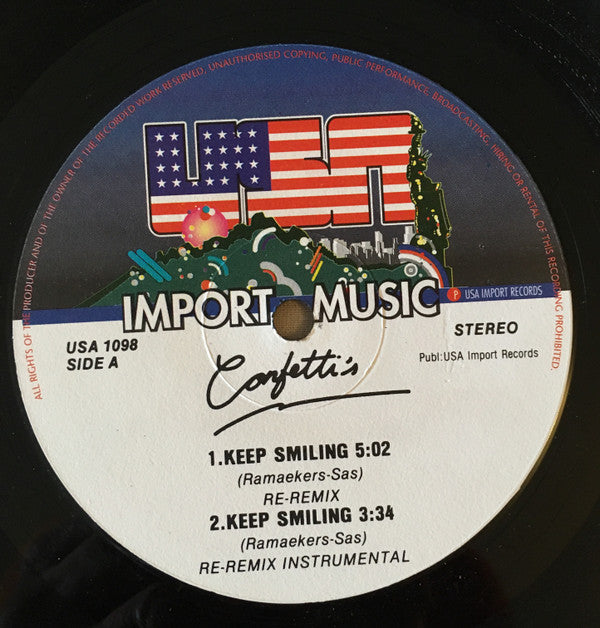 ALL RIGHTS OF THE PRODUCER AND OF THE OWNER OF THE RECORDED WORK RESERVED, UNAUTHORISED COPYING, PUBLIC PERFORMANCE, BROADCASTING, HIRING OR RENTAL OF THIS RECORDING PROHIBITED.
USA
IMPORT MUSIC
P USA IMPORT RECORDS
USA 1098
SIDE A
STEREO
Publ:USA Import Records
Confetti's
1.KEEP SMILING 5:02
(Ramaekers-Sas)
RE-REMIX
2.KEEP SMILING 3:34
(Ramaekers-Sas)
RE-REMIX INSTRUMENTAL